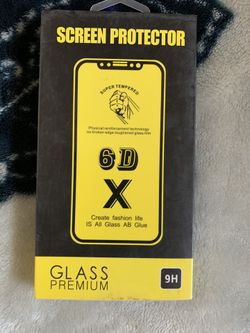 SCREEN PROTECTOR
SUPER TEMPERED
Physical reinforcement technology
no broken edge toughened glass film
6D
X
Create fashion life
IS All Glass AB Glue
GLASS
PREMIUM
9H